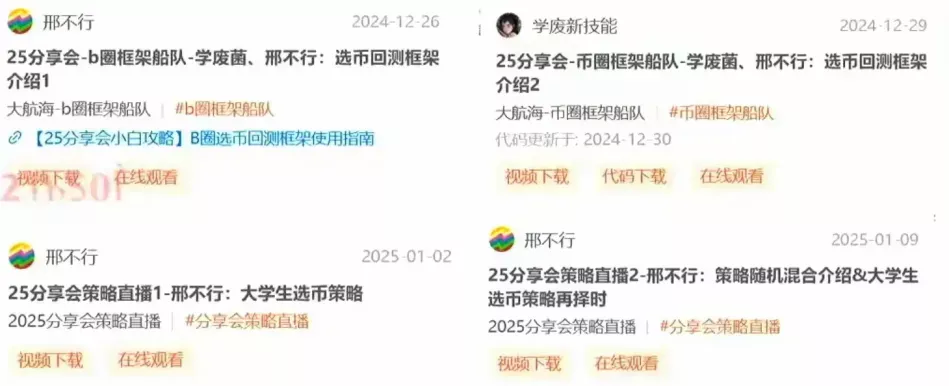 邢不行 2024-12-26
25分享会-b圈框架船队-学废菌、邢不行：选币回测框架
介绍1
大航海-b圈框架船队 | #b圈框架船队
【25分享会小白攻略】B圈选币回测框架使用指南
视频下载 在线观看
学废新技能 2024-12-29
25分享会-币圈框架船队-学废菌、邢不行：选币回测框架
介绍2
大航海-币圈框架船队 | #币圈框架船队
代码更新于: 2024-12-30
视频下载 代码下载 在线观看
邢不行 2025-01-02
25分享会策略直播1-邢不行：大学生选币策略
2025分享会策略直播 | #分享会策略直播
视频下载 在线观看
邢不行 2025-01-09
25分享会策略直播2-邢不行：策略随机混合介绍&大学生
选币策略再择时
2025分享会策略直播 | #分享会策略直播
视频下载 在线观看